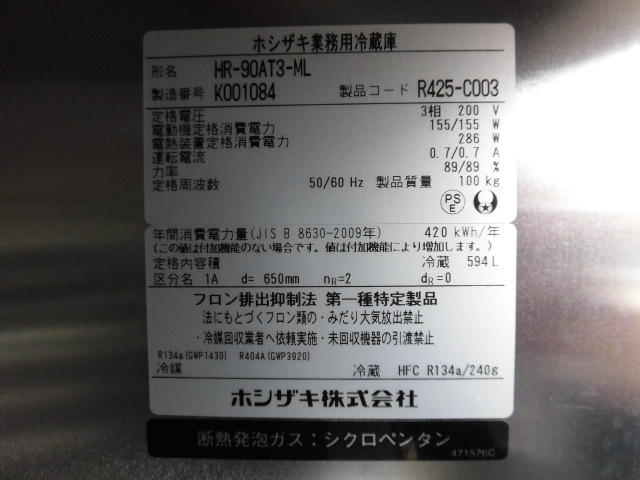 ホシザキ業務用冷蔵庫
形名 HR-90AT3-ML
製造番号 K001084 製品コード R425-C003
定格電圧 3相 200 V
電動機定格消費電力 155/155 W
電熱装置定格消費電力 286 W
運転電流 0.7/0.7 A
力率 89/89 %
定格周波数 50/60 Hz 製品質量 100 kg
PS
E
年間消費電力量(JIS B 8630-2009年) 420 kWh/年
(この値は付加機能のない場合です。値は付加機能により増加します。)
定格内容積 冷蔵 594 L
区分名 1A d= 650mm nR=2 dR=0
フロン排出抑制法 第一種特定製品
法にもとづくフロン類の・みだり大気放出禁止
・冷媒回収業者へ依頼実施・未回収機器の引渡禁止
R134a(GWP1430) R404A(GWP3920)
冷媒 冷蔵 HFC R134a/240g
ホシザキ株式会社
断熱発泡ガス：シクロペンタン
471576C